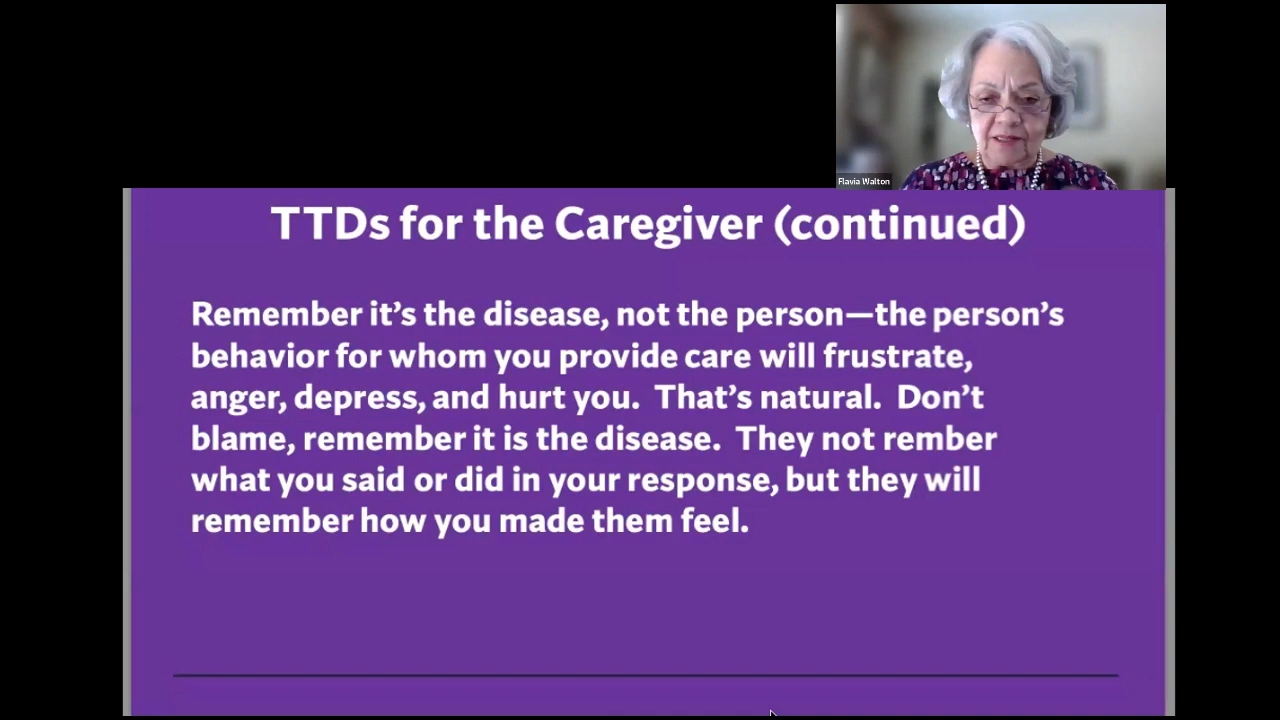 Flavia Walton
TTDs for the Caregiver (continued)
Remember it’s the disease, not the person—the person’s
behavior for whom you provide care will frustrate,
anger, depress, and hurt you.  That’s natural.  Don’t
blame, remember it is the disease.  They not rember
what you said or did in your response, but they will
remember how you made them feel.